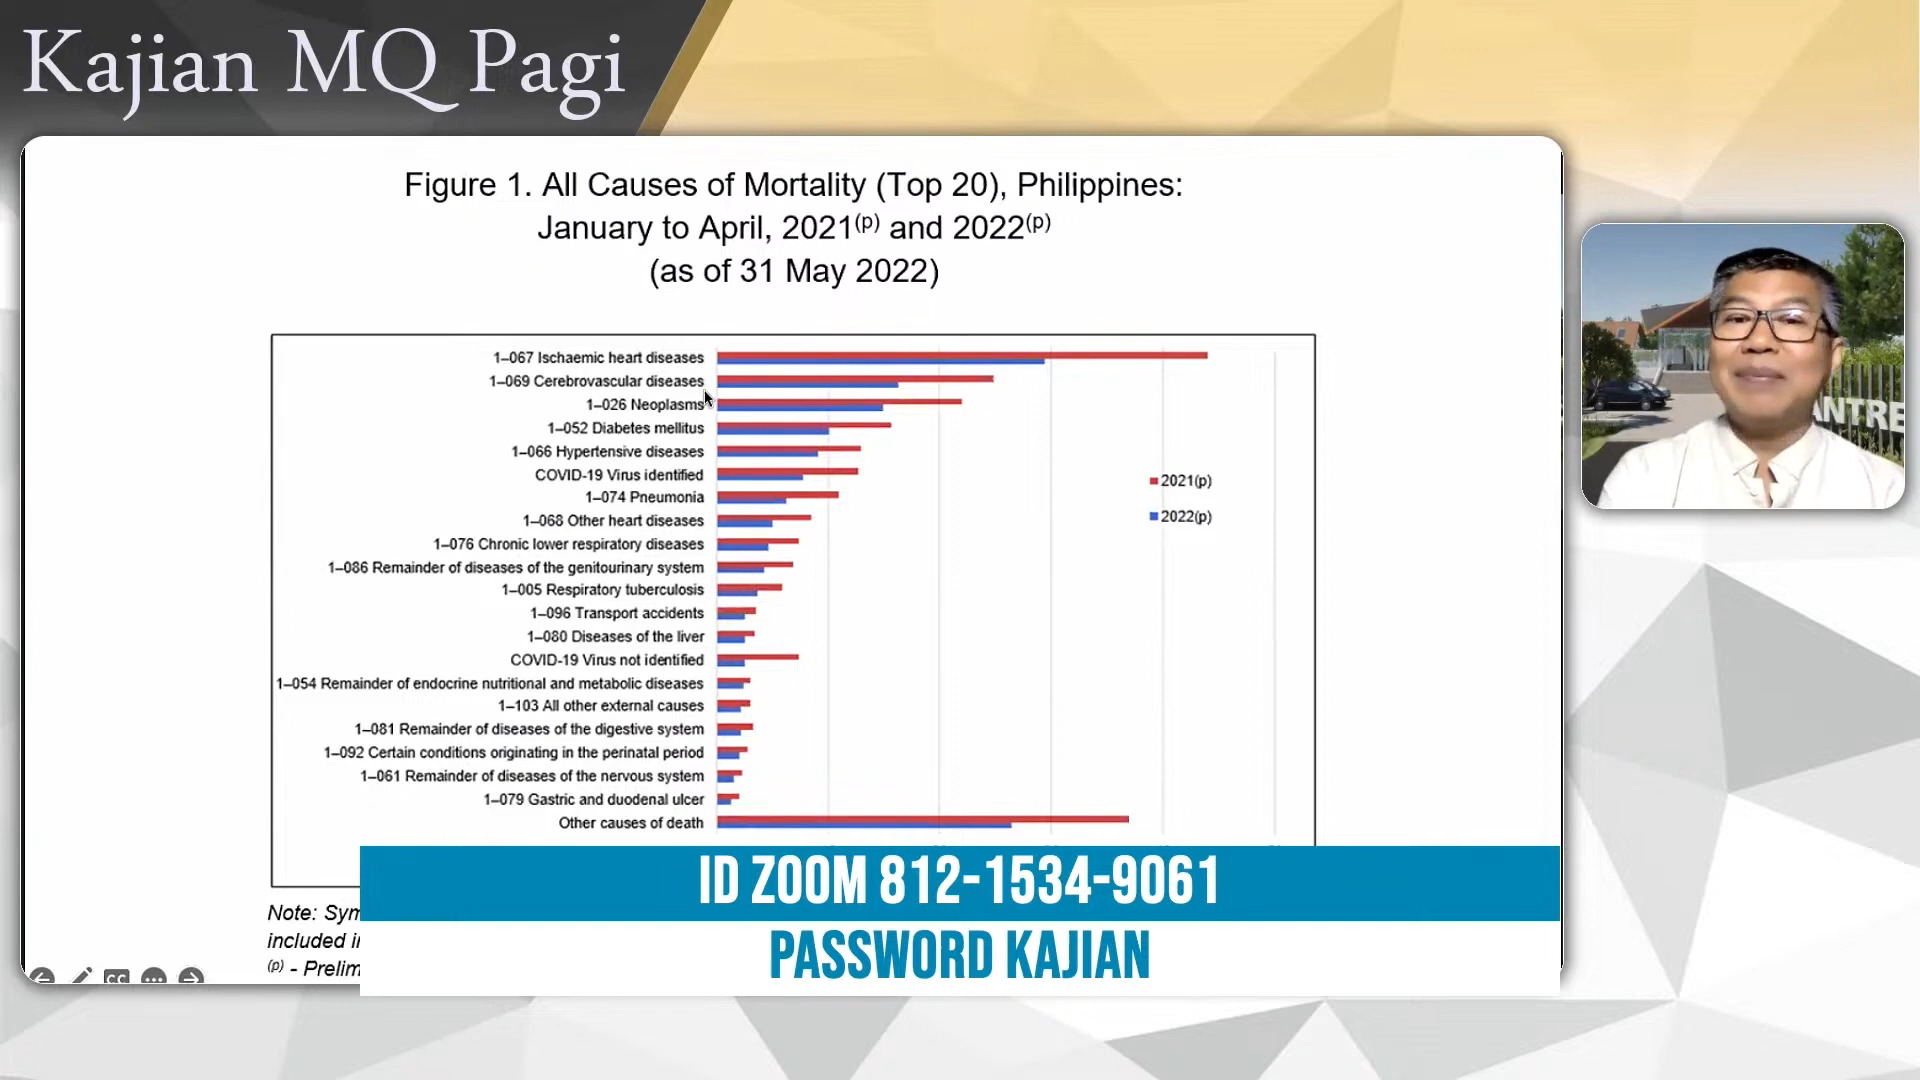 Kajian MQ Pagi
Figure 1. All Causes of Mortality (Top 20), Philippines:
January to April, 2021(p) and 2022(p)
(as of 31 May 2022)
1–067 Ischaemic heart diseases
1–069 Cerebrovascular diseases
1–026 Neoplasms
1–052 Diabetes mellitus
1–066 Hypertensive diseases
COVID-19 Virus identified
1–074 Pneumonia
1–068 Other heart diseases
1–076 Chronic lower respiratory diseases
1–086 Remainder of diseases of the genitourinary system
1–005 Respiratory tuberculosis
1–096 Transport accidents
1–080 Diseases of the liver
COVID-19 Virus not identified
1–054 Remainder of endocrine nutritional and metabolic diseases
1–103 All other external causes
1–081 Remainder of diseases of the digestive system
1–092 Certain conditions originating in the perinatal period
1–061 Remainder of diseases of the nervous system
1–079 Gastric and duodenal ulcer
Other causes of death
2021(p)
2022(p)
ANTRE
Note: Sym
included i
(p) - Prelim
CC
ID ZOOM 812-1534-9061
PASSWORD KAJIAN